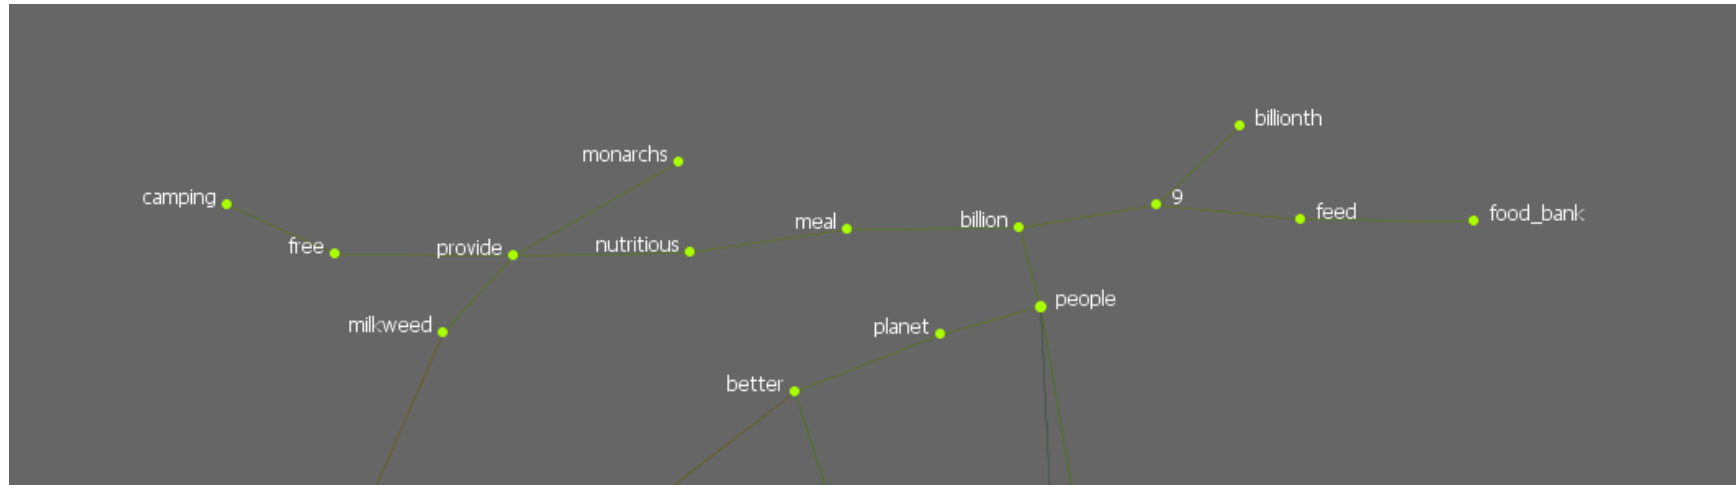 billionth
monarchs
camping
9
feed
food_bank
meal
billion
free
provide
nutritious
people
milkweed
planet
better